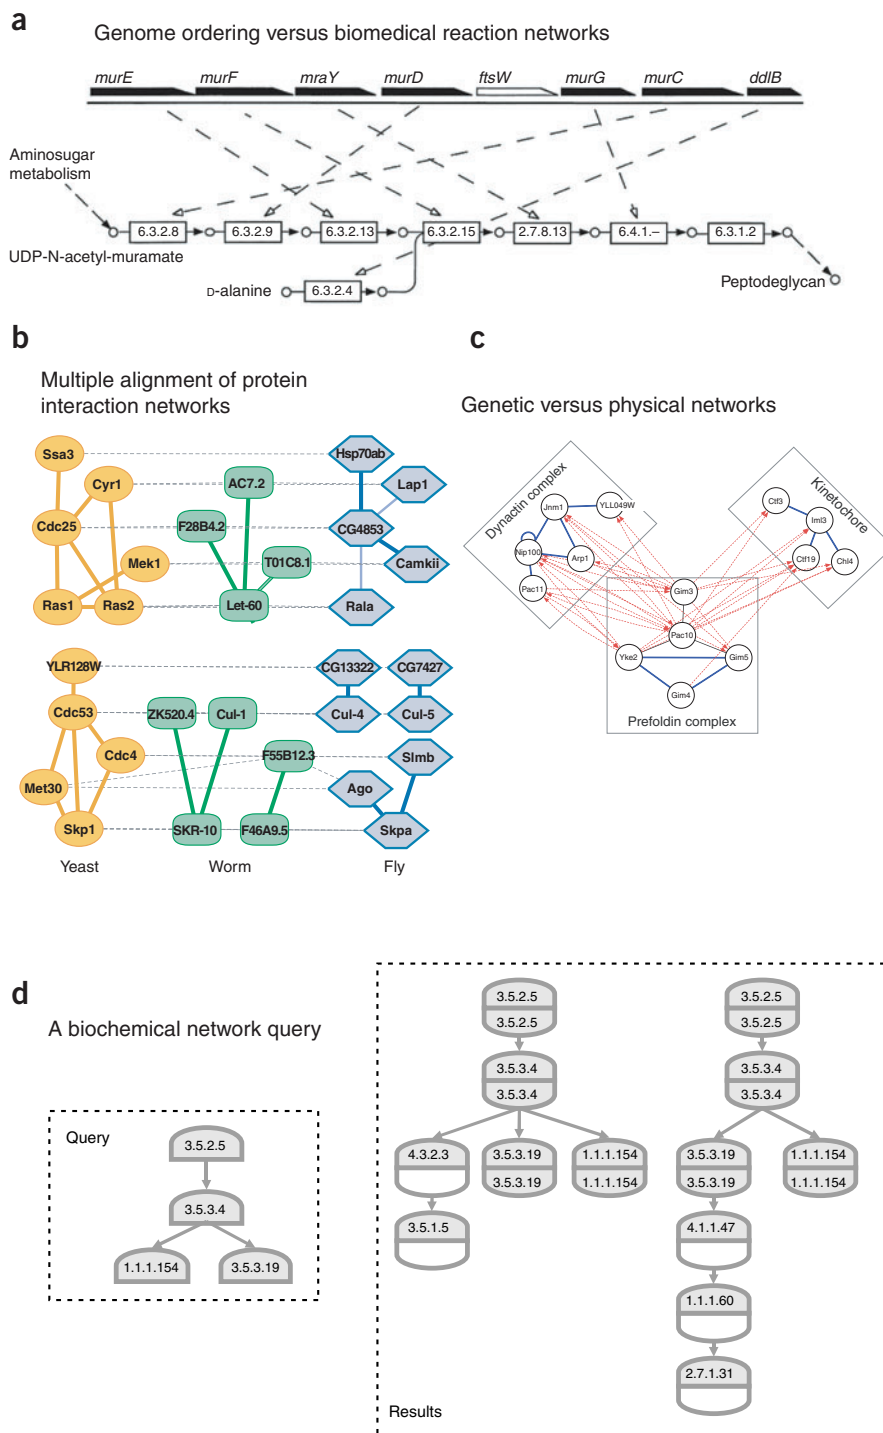 a
Genome ordering versus biomedical reaction networks
murE murF mraY murD ftsW murG murC ddlB
Aminosugar
metabolism
6.3.2.8 6.3.2.9 6.3.2.13 6.3.2.15 2.7.8.13 6.4.1.– 6.3.1.2
UDP-N-acetyl-muramate
D-alanine 6.3.2.4
Peptodeglycan
b
Multiple alignment of protein
interaction networks
Ssa3 Hsp70ab
Cyr1 AC7.2 Lap1
Cdc25 F28B4.2 CG4853
Mek1 T01C8.1 Camkii
Ras1 Ras2 Let-60 Rala
YLR128W CG13322 CG7427
Cdc53 ZK520.4 Cul-1 Cul-4 Cul-5
Cdc4 F55B12.3 Slmb
Met30 Ago
Skp1 SKR-10 F46A9.5 Skpa
Yeast Worm Fly
c
Genetic versus physical networks
Dynactin complex
Jnm1 YLL049W
Nip100 Arp1
Pac11
Kinetochore
Ctf3
Iml3
Ctf19 Chl4
Gim3
Pac10
Yke2 Gim5
Gim4
Prefoldin complex
d
A biochemical network query
Query
3.5.2.5
3.5.3.4
1.1.1.154 3.5.3.19
3.5.2.5
3.5.2.5
3.5.3.4
3.5.3.4
4.3.2.3 3.5.3.19 1.1.1.154
3.5.3.19 1.1.1.154
3.5.1.5
3.5.2.5
3.5.2.5
3.5.3.4
3.5.3.4
3.5.3.19 1.1.1.154
3.5.3.19 1.1.1.154
4.1.1.47
1.1.1.60
2.7.1.31
Results